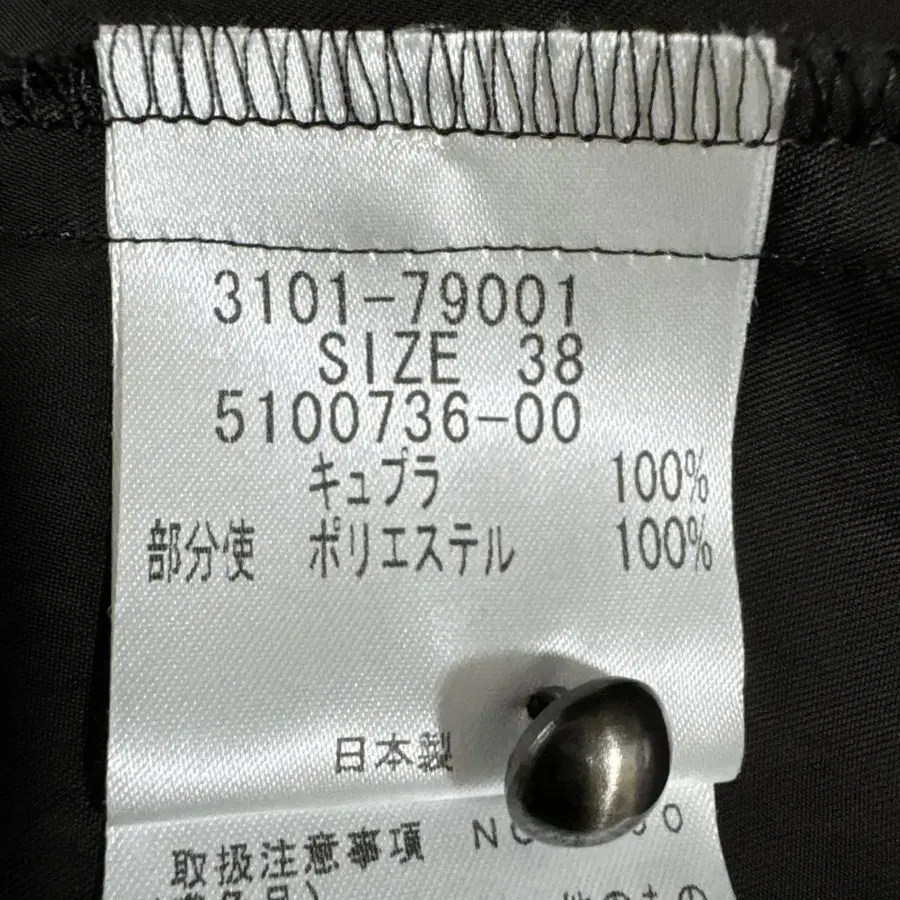 3101-79001
SIZE 38
5100736-00
キュプラ 100%
部分使 ポリエステル 100%
日本製
取扱注意事項